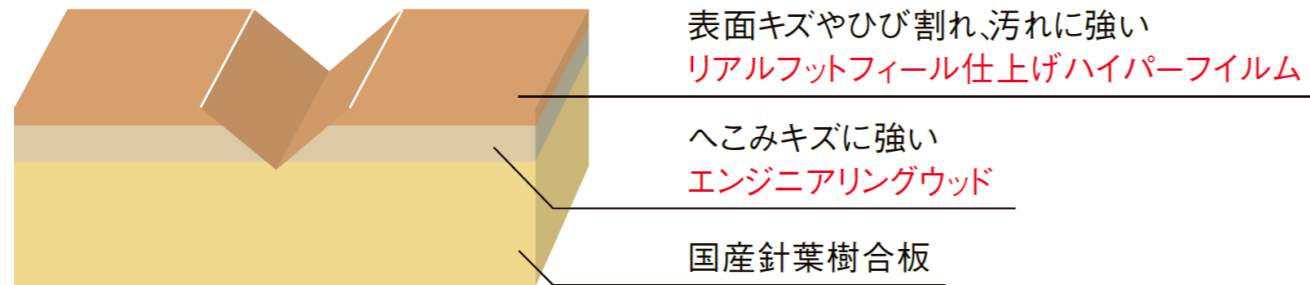 表面キズやひび割れ、汚れに強い
リアルフットフィール仕上げハイパーフイルム
へこみキズに強い
エンジニアリングウッド
国産針葉樹合板